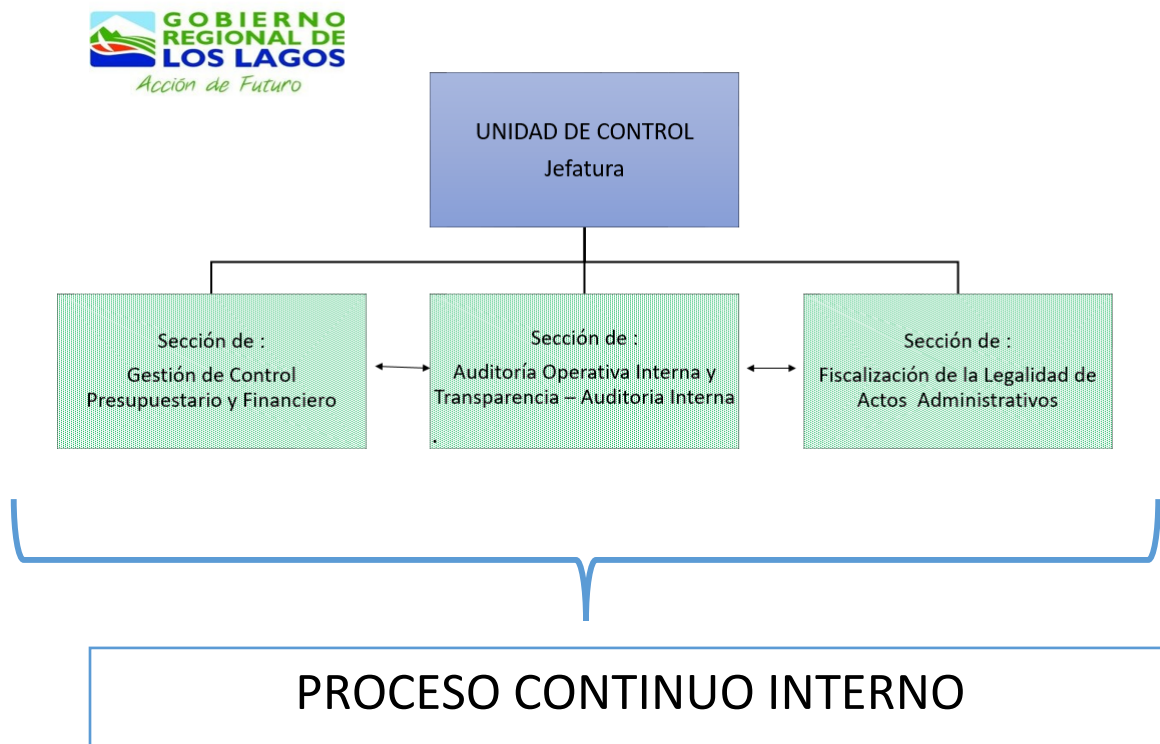 GOBIERNO
REGIONAL DE
LOS LAGOS
Acción de Futuro
UNIDAD DE CONTROL
Jefatura
Sección de :
Gestión de Control
Presupuestario y Financiero
Sección de :
Auditoría Operativa Interna y
Transparencia – Auditoria Interna
.
Sección de :
Fiscalización de la Legalidad de
Actos Administrativos
PROCESO CONTINUO INTERNO